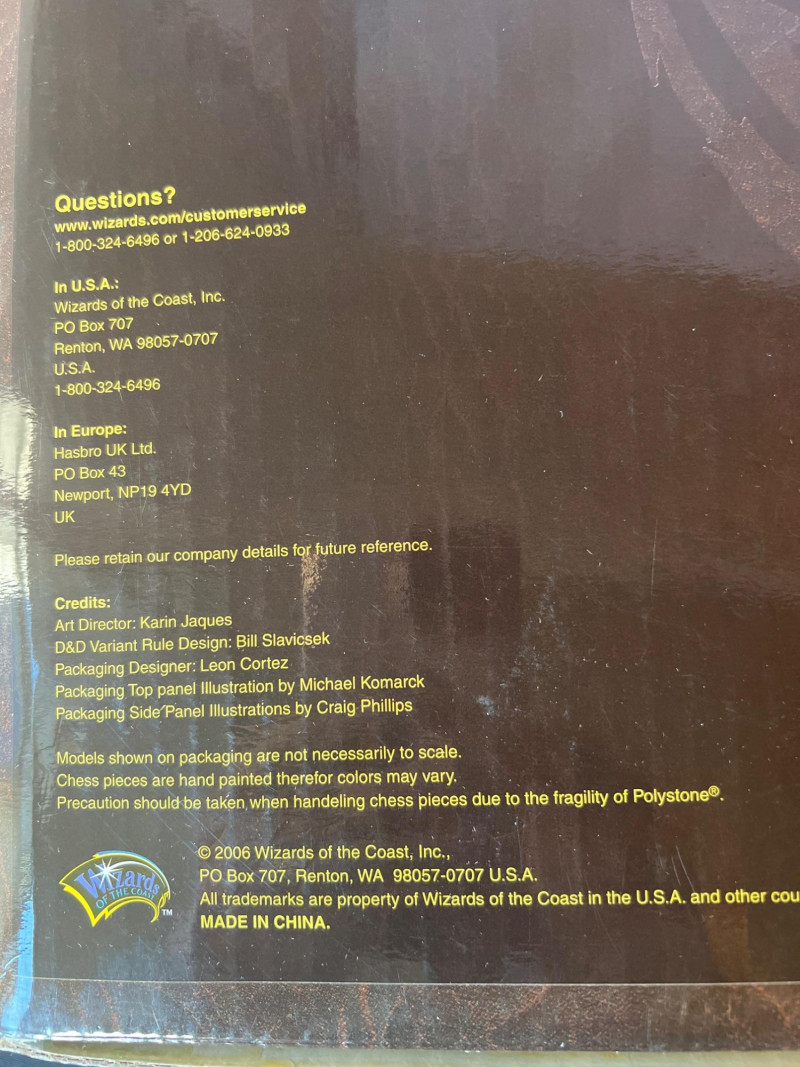 Questions?
www.wizards.com/customerservice
1-800-324-6496 or 1-206-624-0933
In U.S.A.:
Wizards of the Coast, Inc.
PO Box 707
Renton, WA 98057-0707
U.S.A.
1-800-324-6496
In Europe:
Hasbro UK Ltd.
PO Box 43
Newport, NP19 4YD
UK
Please retain our company details for future reference.
Credits:
Art Director: Karin Jaques
D&D Variant Rule Design: Bill Slavicsek
Packaging Designer: Leon Cortez
Packaging Top panel Illustration by Michael Komarck
Packaging Side Panel Illustrations by Craig Phillips
Models shown on packaging are not necessarily to scale.
Chess pieces are hand painted therefor colors may vary.
Precaution should be taken when handeling chess pieces due to the fragility of Polystone®.
Wizards
OF THE COAST
TM
© 2006 Wizards of the Coast, Inc.,
PO Box 707, Renton, WA 98057-0707 U.S.A.
All trademarks are property of Wizards of the Coast in the U.S.A. and other cou
MADE IN CHINA.